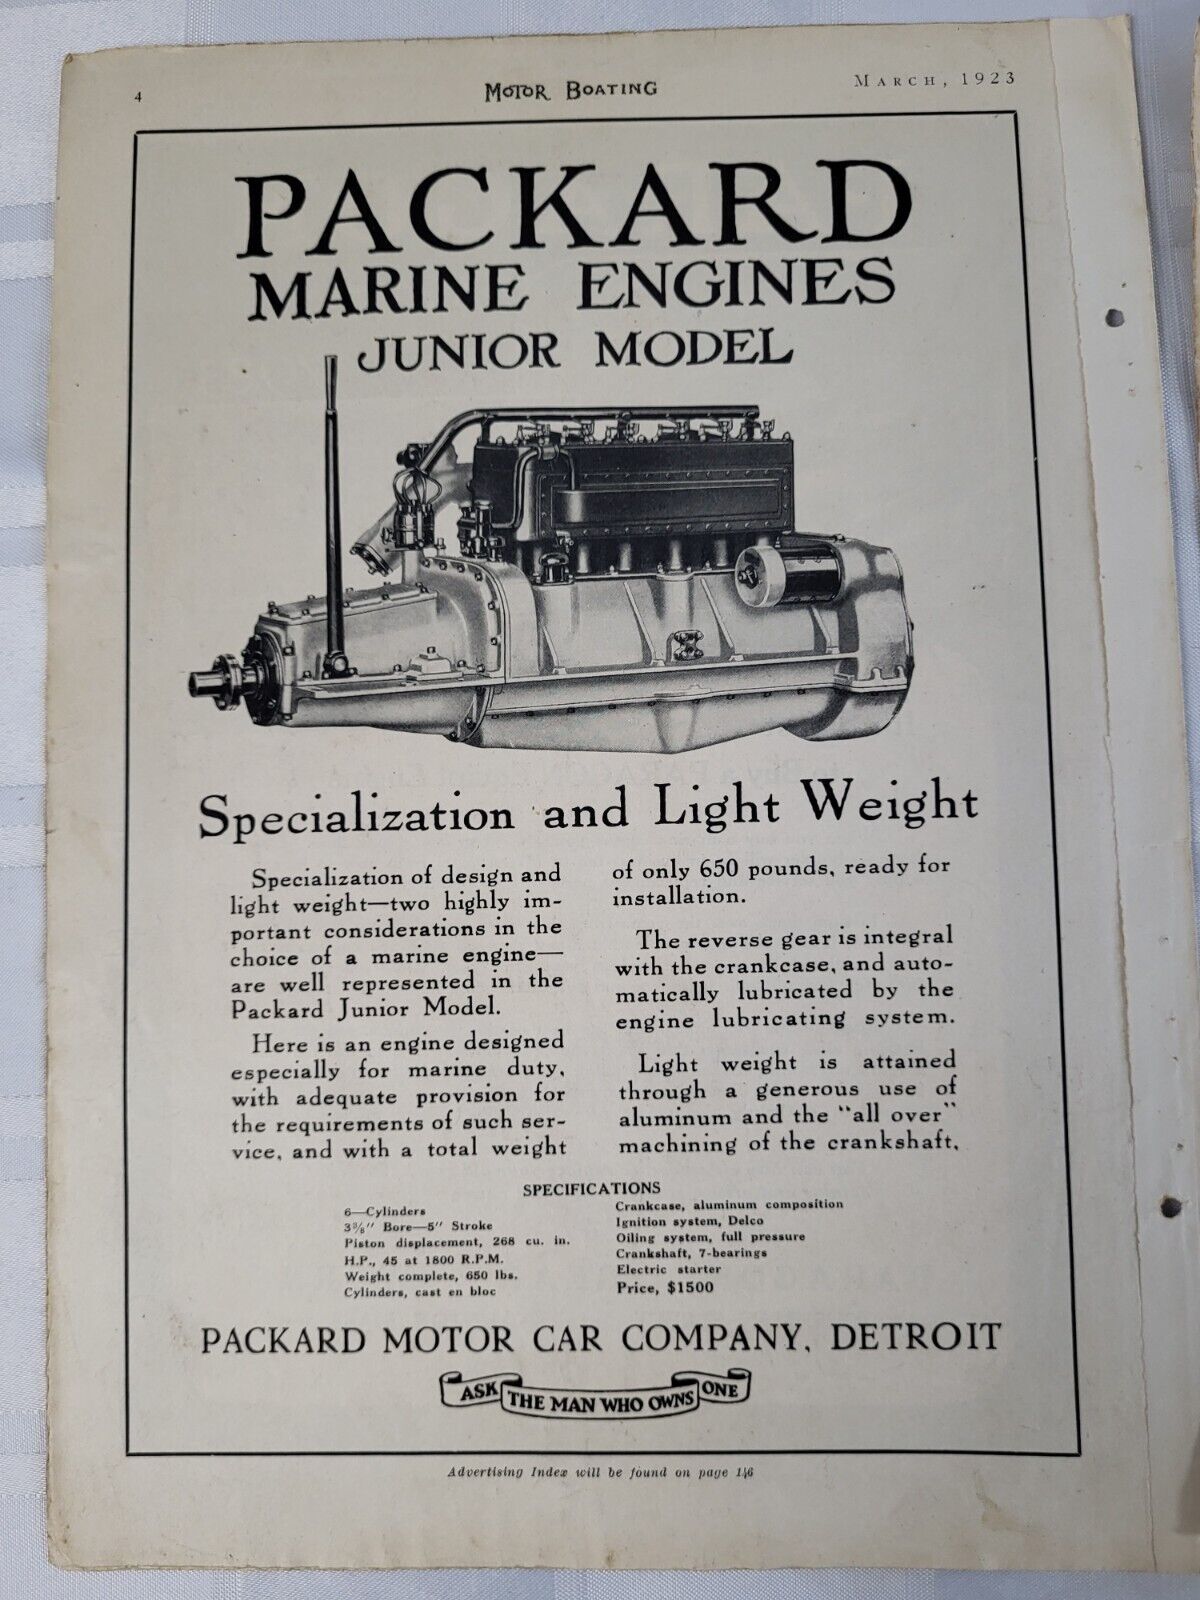 4
MOTOR BOATING
MARCH, 1923
PACKARD
MARINE ENGINES
JUNIOR MODEL
Specialization and Light Weight
Specialization of design and
light weight—two highly im-
portant considerations in the
choice of a marine engine—
are well represented in the
Packard Junior Model.
Here is an engine designed
especially for marine duty,
with adequate provision for
the requirements of such ser-
vice, and with a total weight
of only 650 pounds, ready for
installation.
The reverse gear is integral
with the crankcase, and auto-
matically lubricated by the
engine lubricating system.
Light weight is attained
through a generous use of
aluminum and the "all over"
machining of the crankshaft.
SPECIFICATIONS
6—Cylinders
3⅜" Bore—5" Stroke
Piston displacement, 268 cu. in.
H.P., 45 at 1800 R.P.M.
Weight complete, 650 lbs.
Cylinders, cast en bloc
Crankcase, aluminum composition
Ignition system, Delco
Oiling system, full pressure
Crankshaft, 7-bearings
Electric starter
Price, $1500
PACKARD MOTOR CAR COMPANY, DETROIT
ASK THE MAN WHO OWNS ONE
Advertising Index will be found on page 146